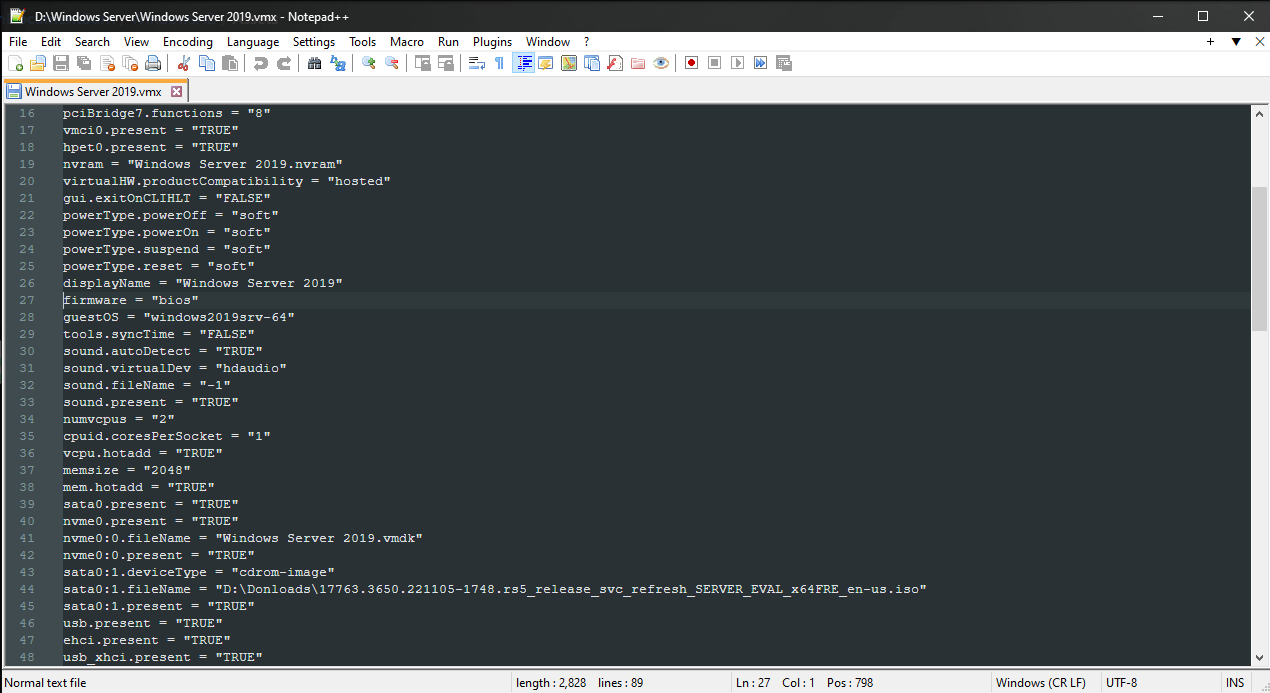 D:\Windows Server\Windows Server 2019.vmx - Notepad++
File Edit Search View Encoding Language Settings Tools Macro Run Plugins Window ?
Windows Server 2019.vmx
16 pciBridge7.functions = "8"
17 vmci0.present = "TRUE"
18 hpet0.present = "TRUE"
19 nvram = "Windows Server 2019.nvram"
20 virtualHW.productCompatibility = "hosted"
21 gui.exitOnCLIHLT = "FALSE"
22 powerType.powerOff = "soft"
23 powerType.powerOn = "soft"
24 powerType.suspend = "soft"
25 powerType.reset = "soft"
26 displayName = "Windows Server 2019"
27 firmware = "bios"
28 guestOS = "windows2019srv-64"
29 tools.syncTime = "FALSE"
30 sound.autoDetect = "TRUE"
31 sound.virtualDev = "hdaudio"
32 sound.fileName = "-1"
33 sound.present = "TRUE"
34 numvcpus = "2"
35 cpuid.coresPerSocket = "1"
36 vcpu.hotadd = "TRUE"
37 memsize = "2048"
38 mem.hotadd = "TRUE"
39 sata0.present = "TRUE"
40 nvme0.present = "TRUE"
41 nvme0:0.fileName = "Windows Server 2019.vmdk"
42 nvme0:0.present = "TRUE"
43 sata0:1.deviceType = "cdrom-image"
44 sata0:1.fileName = "D:\Donloads\17763.3650.221105-1748.rs5_release_svc_refresh_SERVER_EVAL_x64FRE_en-us.iso"
45 sata0:1.present = "TRUE"
46 usb.present = "TRUE"
47 ehci.present = "TRUE"
48 usb_xhci.present = "TRUE"
Normal text file length : 2,828 lines : 89 Ln : 27 Col : 1 Pos : 798 Windows (CR LF) UTF-8 INS